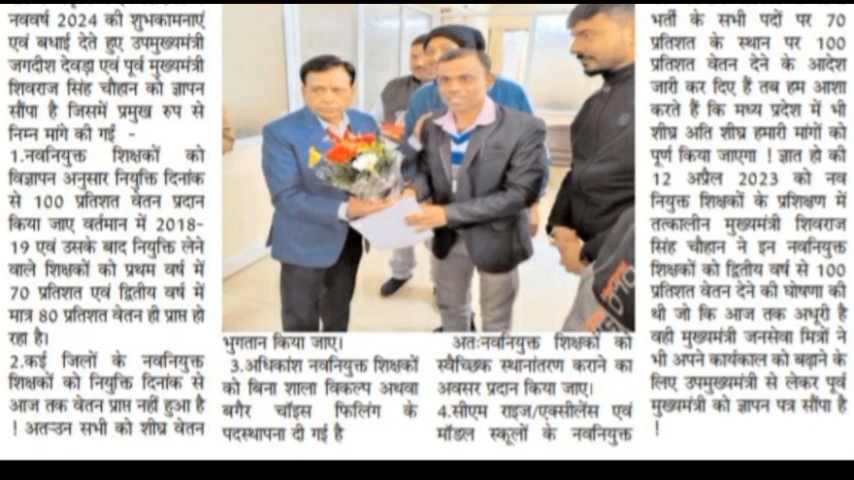 नववर्ष 2024 की शुभकामनाएं
एवं बधाई देते हुए उपमुख्यमंत्री
जगदीश देवड़ा एवं पूर्व मुख्यमंत्री
शिवराज सिंह चौहान को ज्ञापन
सौंपा है जिसमें प्रमुख रुप से
निम्न मांगे की गई -
1.नवनियुक्त शिक्षकों को
विज्ञापन अनुसार नियुक्ति दिनांक
से 100 प्रतिशत वेतन प्रदान
किया जाए वर्तमान में 2018-
19 एवं उसके बाद नियुक्ति लेने
वाले शिक्षकों को प्रथम वर्ष में
70 प्रतिशत एवं द्वितीय वर्ष में
मात्र 80 प्रतिशत वेतन ही प्राप्त हो
रहा है।
2.कई जिलों के नवनियुक्त
शिक्षकों को नियुक्ति दिनांक से
आज तक वेतन प्राप्त नहीं हुआ है
! अतःउन सभी को शीघ्र वेतन
भुगतान किया जाए।
3.अधिकांश नवनियुक्त शिक्षकों
को बिना शाला विकल्प अथवा
बगैर चॉइस फिलिंग के
पदस्थापना दी गई है
अतःनवनियुक्त शिक्षकों को
स्वैच्छिक स्थानांतरण कराने का
अवसर प्रदान किया जाए।
4.सीएम राइज/एक्सीलेंस एवं
मॉडल स्कूलों के नवनियुक्त
भर्ती के सभी पदों पर 70
प्रतिशत के स्थान पर 100
प्रतिशत वेतन देने के आदेश
जारी कर दिए हैं तब हम आशा
करते हैं कि मध्य प्रदेश में भी
शीघ्र अति शीघ्र हमारी मांगों को
पूर्ण किया जाएगा ! ज्ञात हो की
12 अप्रैल 2023 को नव
नियुक्त शिक्षकों के प्रशिक्षण में
तत्कालीन मुख्यमंत्री शिवराज
सिंह चौहान ने इन नवनियुक्त
शिक्षकों को द्वितीय वर्ष से 100
प्रतिशत वेतन देने की घोषणा की
थी जो कि आज तक अधूरी है
वही मुख्यमंत्री जनसेवा मित्रों ने
भी अपने कार्यकाल को बढ़ाने के
लिए उपमुख्यमंत्री से लेकर पूर्व
मुख्यमंत्री को ज्ञापन पत्र सौंपा है
!